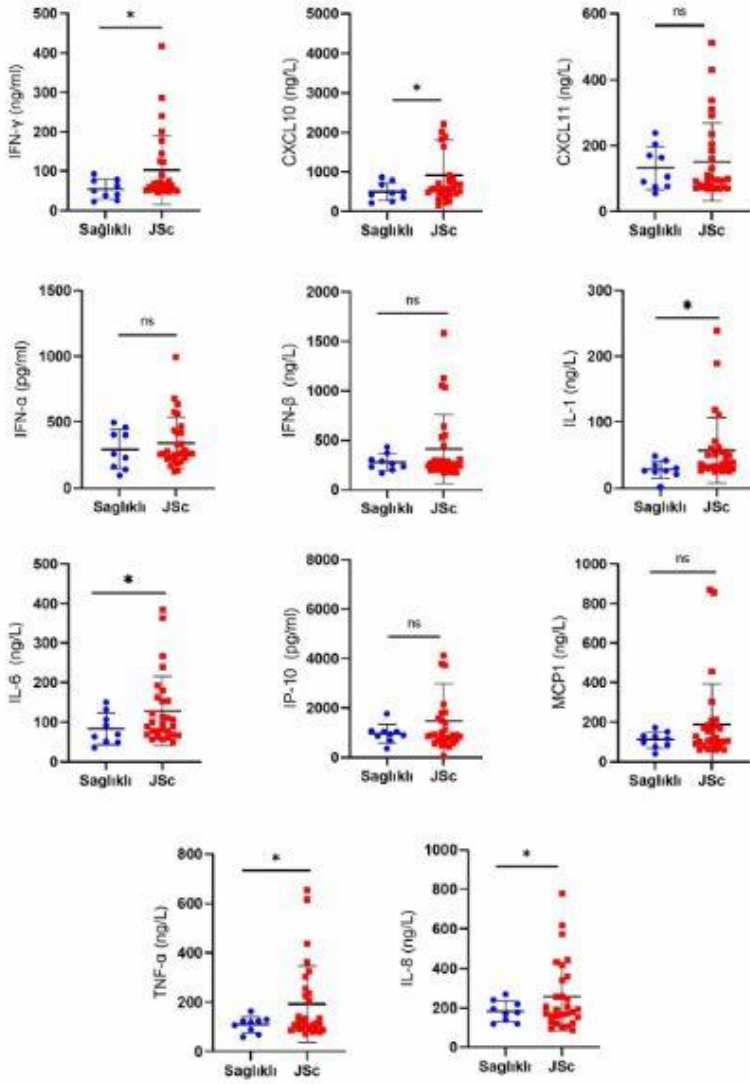 IFN-γ (ng/ml)
500
400
300
200
100
0
*
Sağlıklı JSc
CXCL10 (ng/L)
5000
4000
3000
2000
1000
0
*
Sağlıklı JSc
CXCL11 (ng/L)
600
400
200
0
ns
Sağlıklı JSc
IFN-α (pg/ml)
1500
1000
500
0
ns
Saglıklı JSc
IFN-β (ng/L)
2000
1500
1000
500
0
ns
Saglıklı JSc
IL-1 (ng/L)
300
200
100
0
*
Saglıklı JSc
IL-6 (ng/L)
500
400
300
200
100
0
*
Saglıklı JSc
IP-10 (pg/ml)
8000
6000
4000
2000
0
ns
Saglıklı JSc
MCP1 (ng/L)
1000
800
600
400
200
0
ns
Saglıklı JSc
TNF-α (ng/L)
800
600
400
200
0
*
Saglıklı JSc
IL-8 (ng/L)
1000
800
600
400
200
0
*
Saglıklı JSc